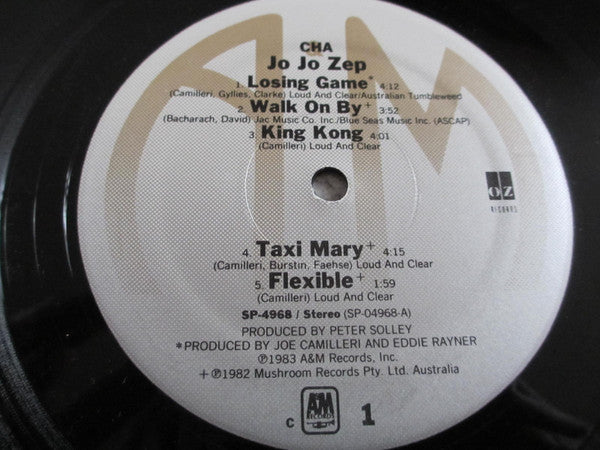 CHA
Jo Jo Zep
1. Losing Game* 4:12
(Camilleri, Gyllies, Clarke) Loud And Clear/Australian Tumbleweed
2. Walk On By+ 3:52
(Bacharach, David) Jac Music Co. Inc./Blue Seas Music Inc. (ASCAP)
3. King Kong 4:01
(Camilleri) Loud And Clear
OZ
RECORDS
4. Taxi Mary+ 4:15
(Camilleri, Burstin, Faehse) Loud And Clear
5. Flexible+ 1:59
(Camilleri) Loud And Clear
SP-4968 / Stereo (SP-04968-A)
PRODUCED BY PETER SOLLEY
*PRODUCED BY JOE CAMILLERI AND EDDIE RAYNER
℗1983 A&M Records, Inc.
+ ℗1982 Mushroom Records Pty. Ltd. Australia
C
A&M
RECORDS
1